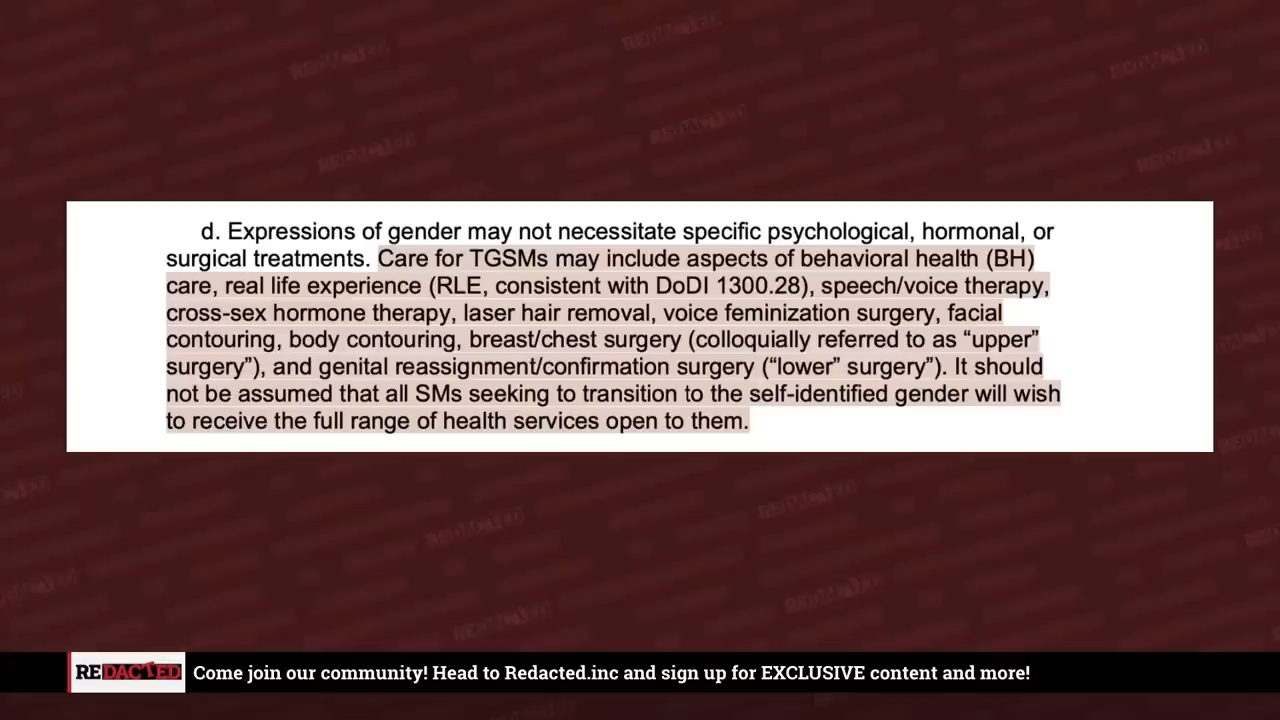 d. Expressions of gender may not necessitate specific psychological, hormonal, or
surgical treatments. Care for TGSMs may include aspects of behavioral health (BH)
care, real life experience (RLE, consistent with DoDI 1300.28), speech/voice therapy,
cross-sex hormone therapy, laser hair removal, voice feminization surgery, facial
contouring, body contouring, breast/chest surgery (colloquially referred to as “upper”
surgery”), and genital reassignment/confirmation surgery (“lower” surgery”). It should
not be assumed that all SMs seeking to transition to the self-identified gender will wish
to receive the full range of health services open to them.
REDACTED Come join our community! Head to Redacted.inc and sign up for EXCLUSIVE content and more!